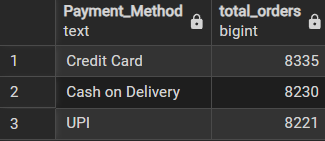 Payment_Method total_orders
text bigint
1 Credit Card 8335
2 Cash on Delivery 8230
3 UPI 8221